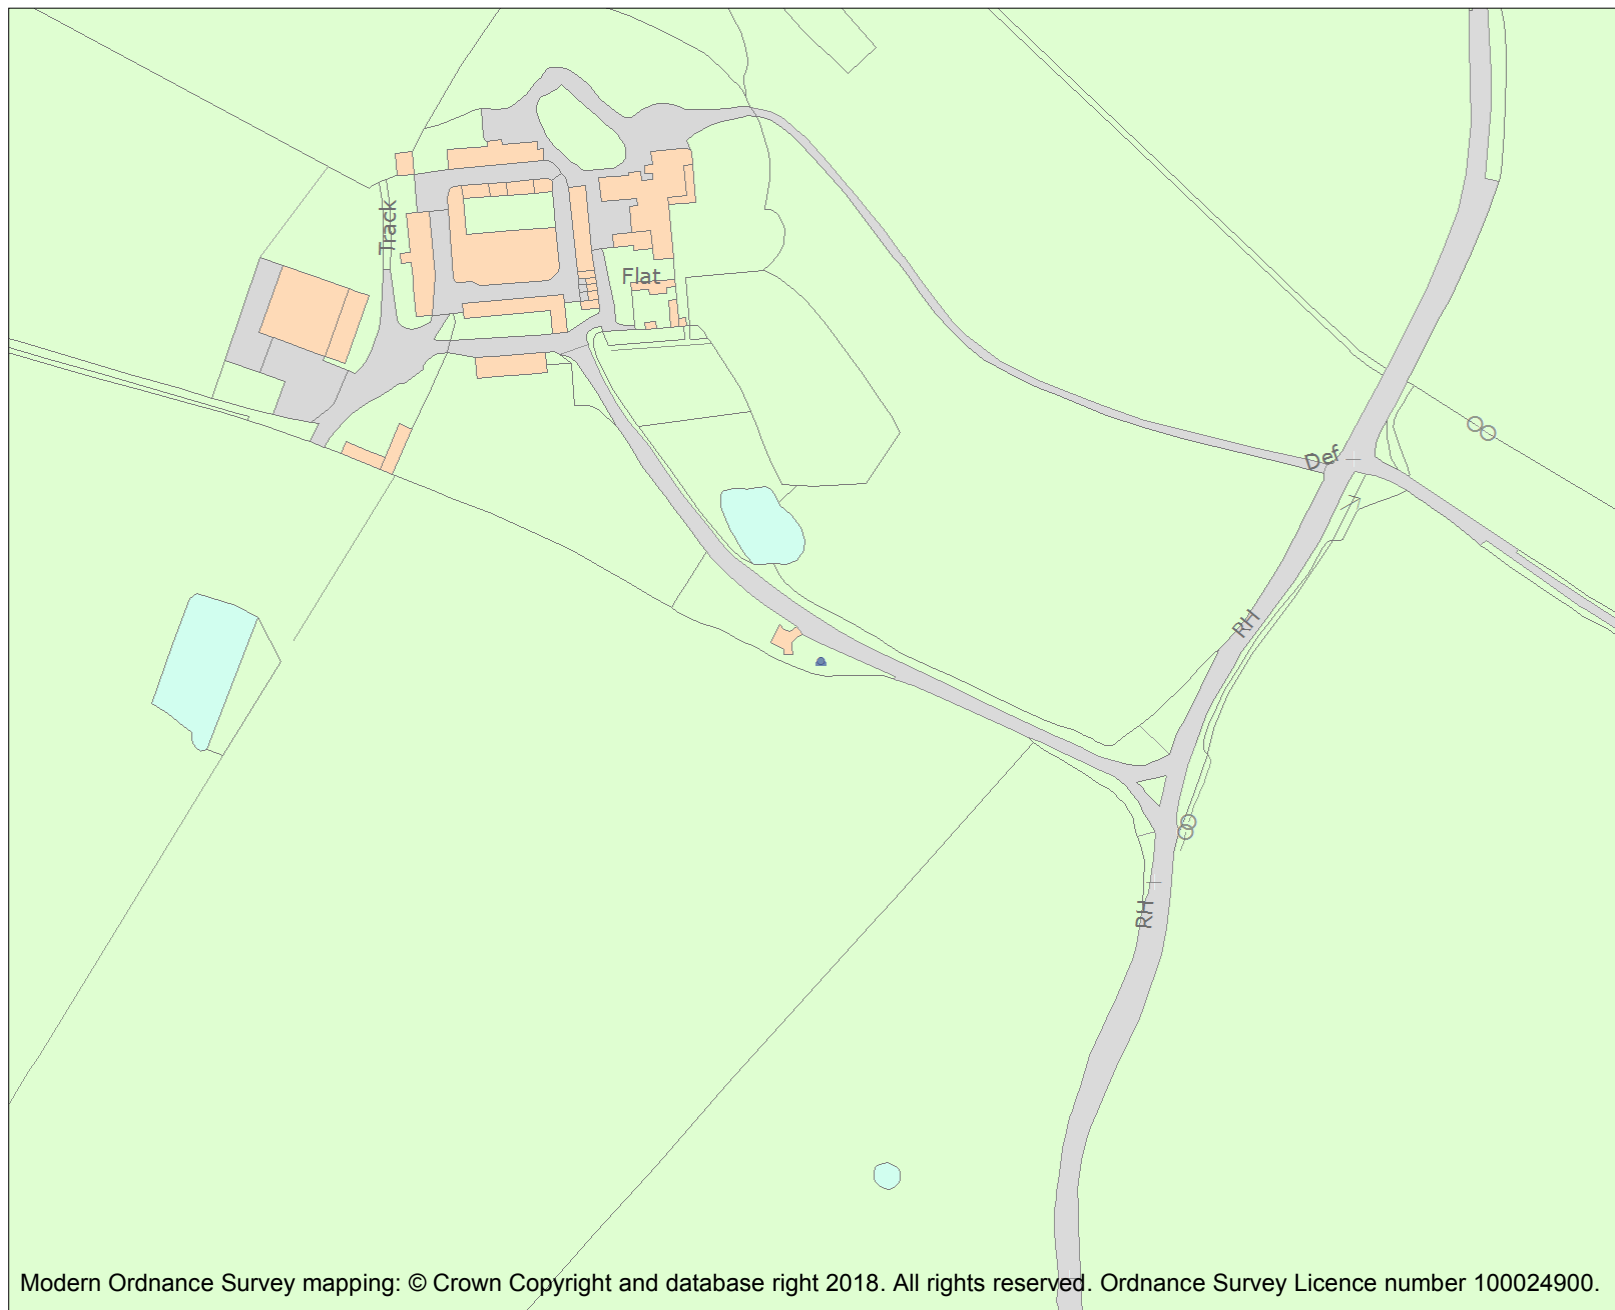 Track
Flat
Def
RH
RH
Modern Ordnance Survey mapping: © Crown Copyright and database right 2018. All rights reserved. Ordnance Survey Licence number 100024900.